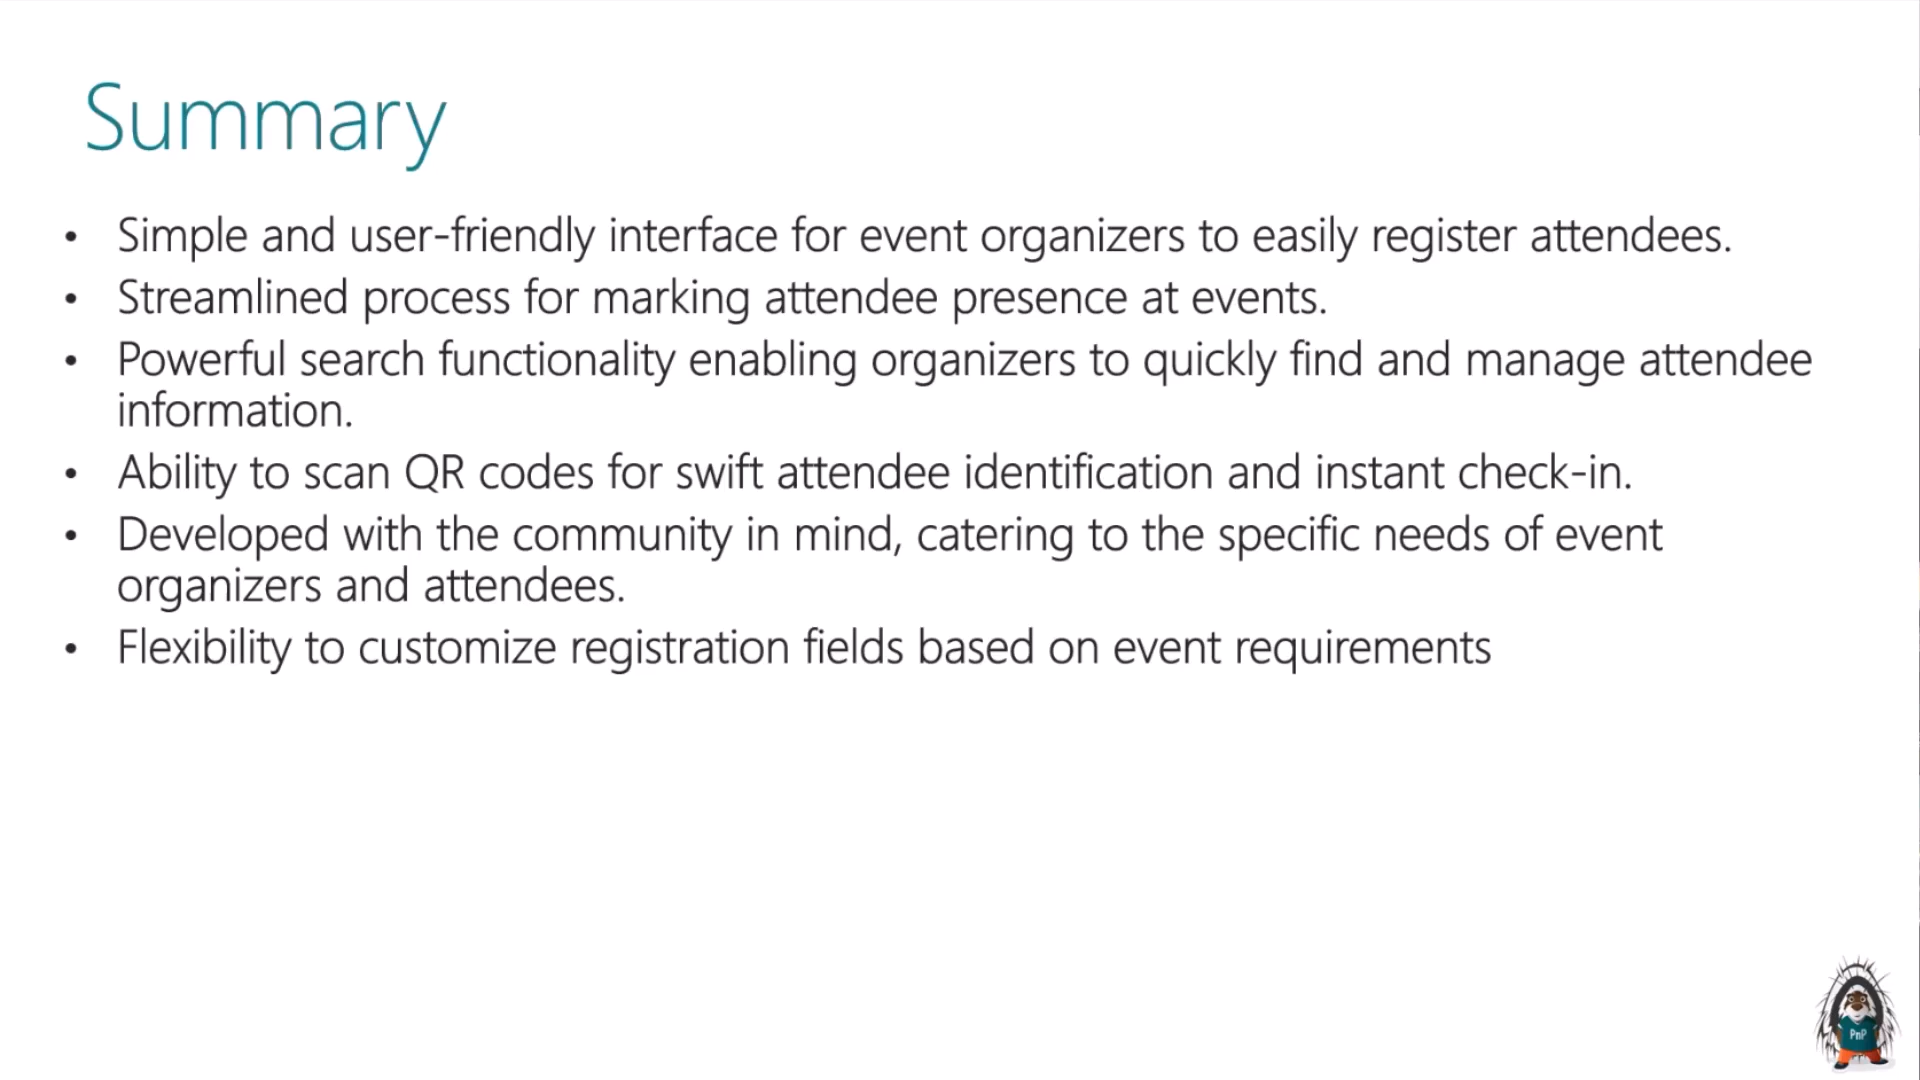 Summary
• Simple and user-friendly interface for event organizers to easily register attendees.
• Streamlined process for marking attendee presence at events.
• Powerful search functionality enabling organizers to quickly find and manage attendee
information.
• Ability to scan QR codes for swift attendee identification and instant check-in.
• Developed with the community in mind, catering to the specific needs of event
organizers and attendees.
• Flexibility to customize registration fields based on event requirements
PnP